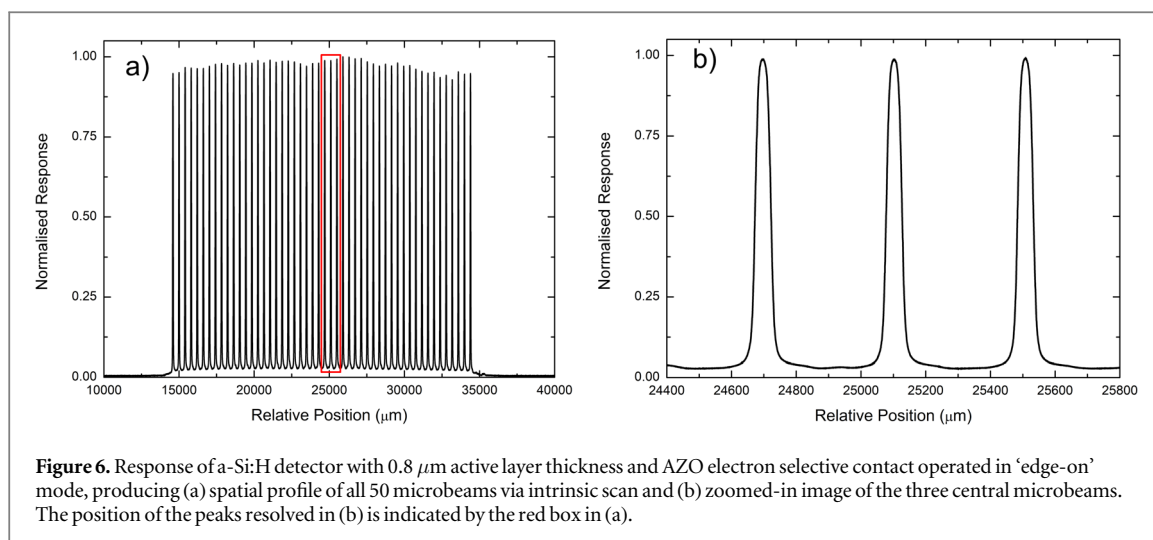 a)
1.00
0.75
0.50
0.25
0.00
Normalised Response
10000 15000 20000 25000 30000 35000 40000
Relative Position (μm)
b)
1.00
0.75
0.50
0.25
0.00
Normalised Response
24400 24600 24800 25000 25200 25400 25600 25800
Relative Position (μm)
Figure 6. Response of a-Si:H detector with 0.8 μm active layer thickness and AZO electron selective contact operated in ‘edge-on’
mode, producing (a) spatial profile of all 50 microbeams via intrinsic scan and (b) zoomed-in image of the three central microbeams.
The position of the peaks resolved in (b) is indicated by the red box in (a).